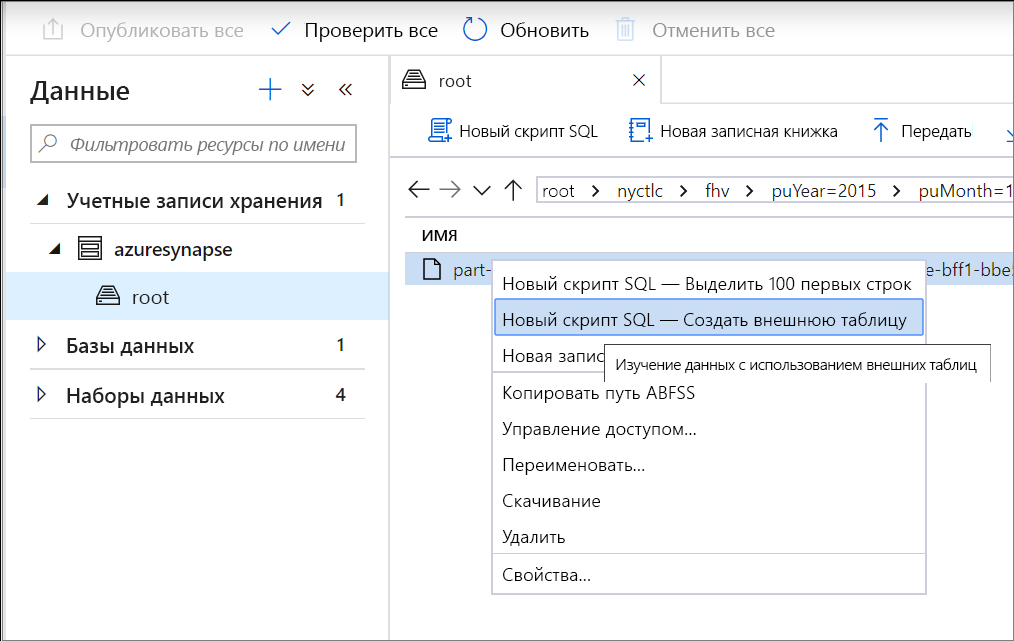 Опубликовать все Проверить все Обновить Отменить все
Данные
Фильтровать ресурсы по имени
Учетные записи хранения 1
azuresynapse
root
Базы данных 1
Наборы данных 4
root
Новый скрипт SQL Новая записная книжка Передать
root nyctlc fhv puYear=2015 puMonth=1
ИМЯ
part- e-bff1-bbe
Новый скрипт SQL — Выделить 100 первых строк
Новый скрипт SQL — Создать внешнюю таблицу
Новая запис
Изучение данных с использованием внешних таблиц
Копировать путь ABFSS
Управление доступом...
Переименовать...
Скачивание
Удалить
Свойства...